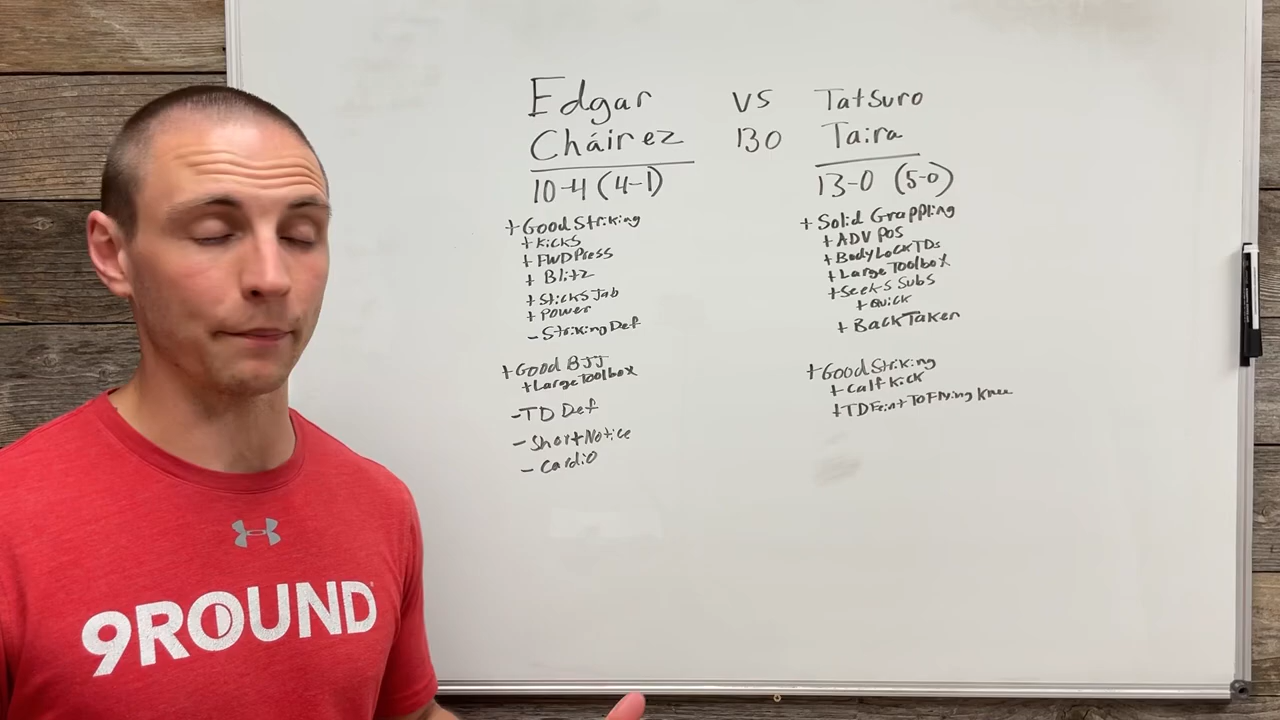 Edgar
Cháirez
10-4 (4-1)
+Good Striking
+Kicks
+FWD Press
+Blitz
+Sticks Jab
+Power
-Striking Def
+Good BJJ
+Large Toolbox
-TD Def
-Short Notice
-Cardio
VS
130
Tatsuro
Taira
13-0 (5-0)
+Solid Grappling
+ADV POS
+Body Lock TDs
+Large Toolbox
+Seeks Subs
+Quick
+Back Taker
+Good Striking
+Calf Kick
+TD Feint To Flying Knee
9ROUND